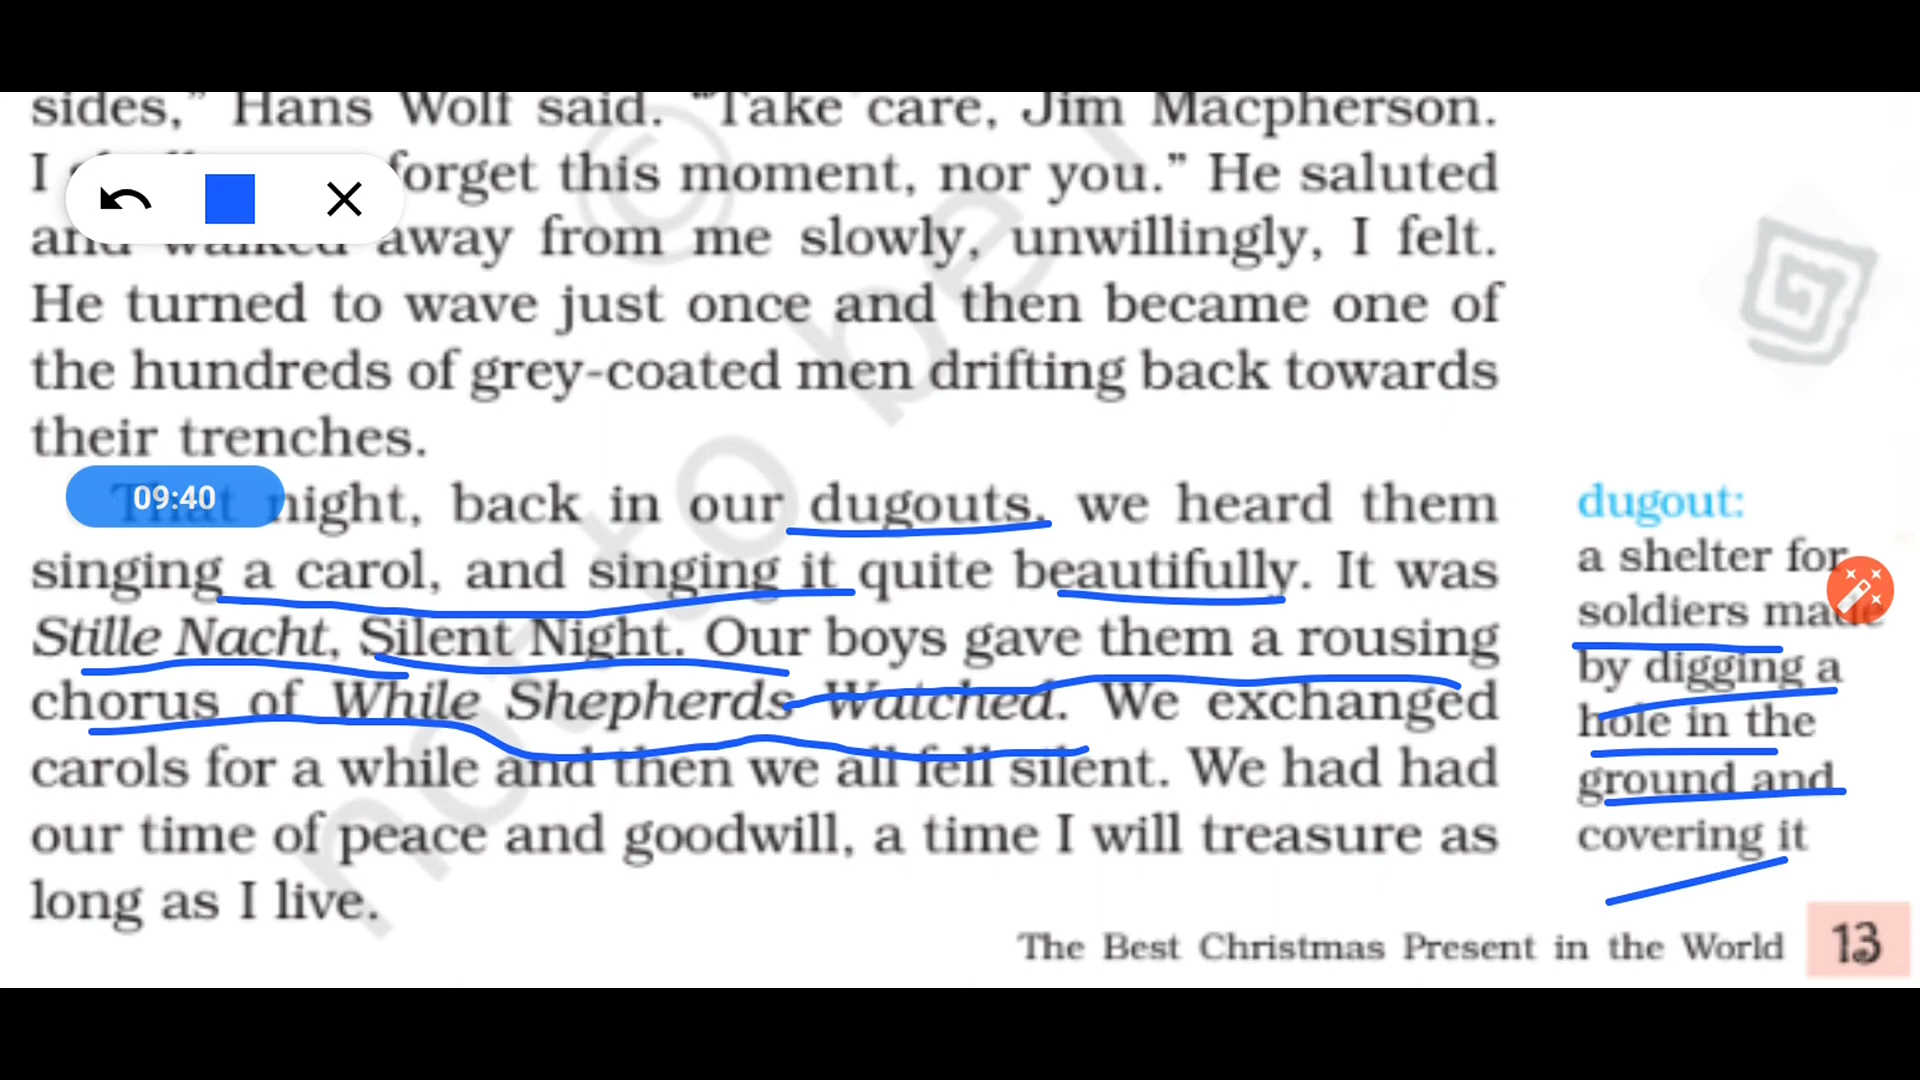 sides," Hans Wolf said. "Take care, Jim Macpherson.
I forget this moment, nor you." He saluted
and walked away from me slowly, unwillingly, I felt.
He turned to wave just once and then became one of
the hundreds of grey-coated men drifting back towards
their trenches.
09:40
That night, back in our dugouts, we heard them
singing a carol, and singing it quite beautifully. It was
Stille Nacht, Silent Night. Our boys gave them a rousing
chorus of While Shepherds Watched. We exchanged
carols for a while and then we all fell silent. We had had
our time of peace and goodwill, a time I will treasure as
long as I live.
dugout:
a shelter for
soldiers made
by digging a
hole in the
ground and
covering it
The Best Christmas Present in the World 13
© not to be